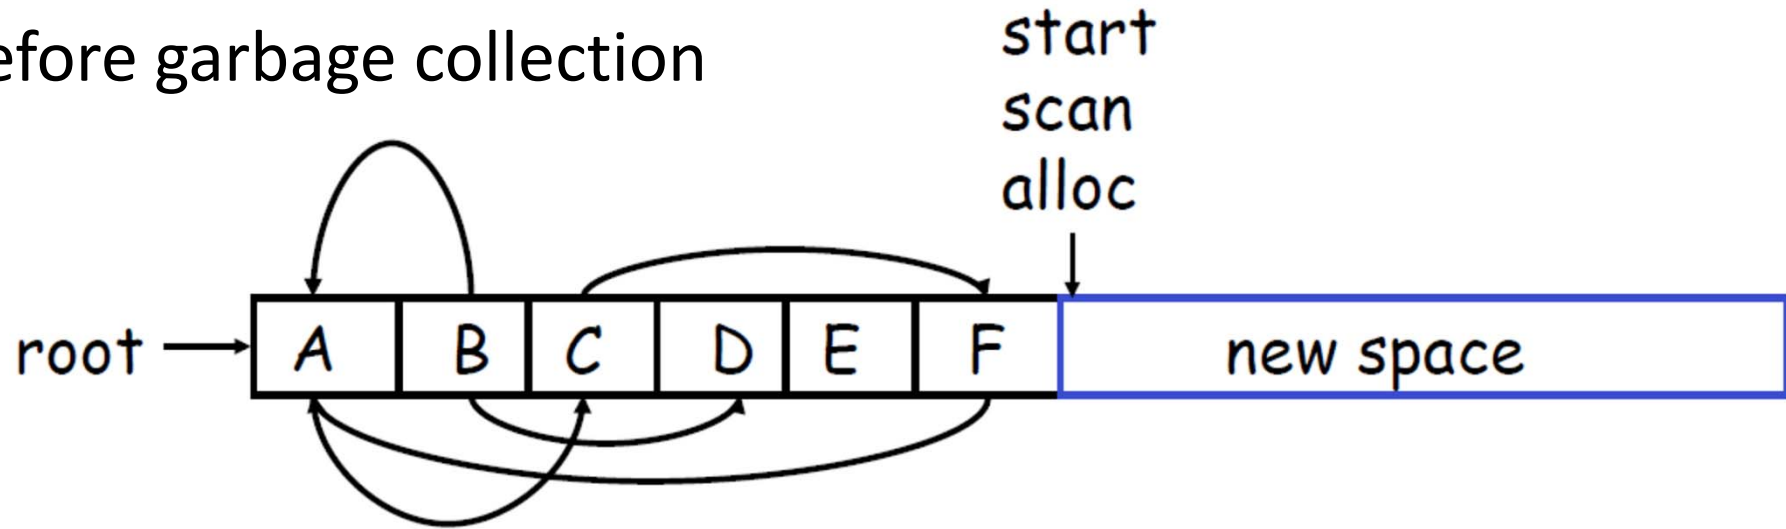 efore garbage collection
start
scan
alloc
root
A B C D E F
new space